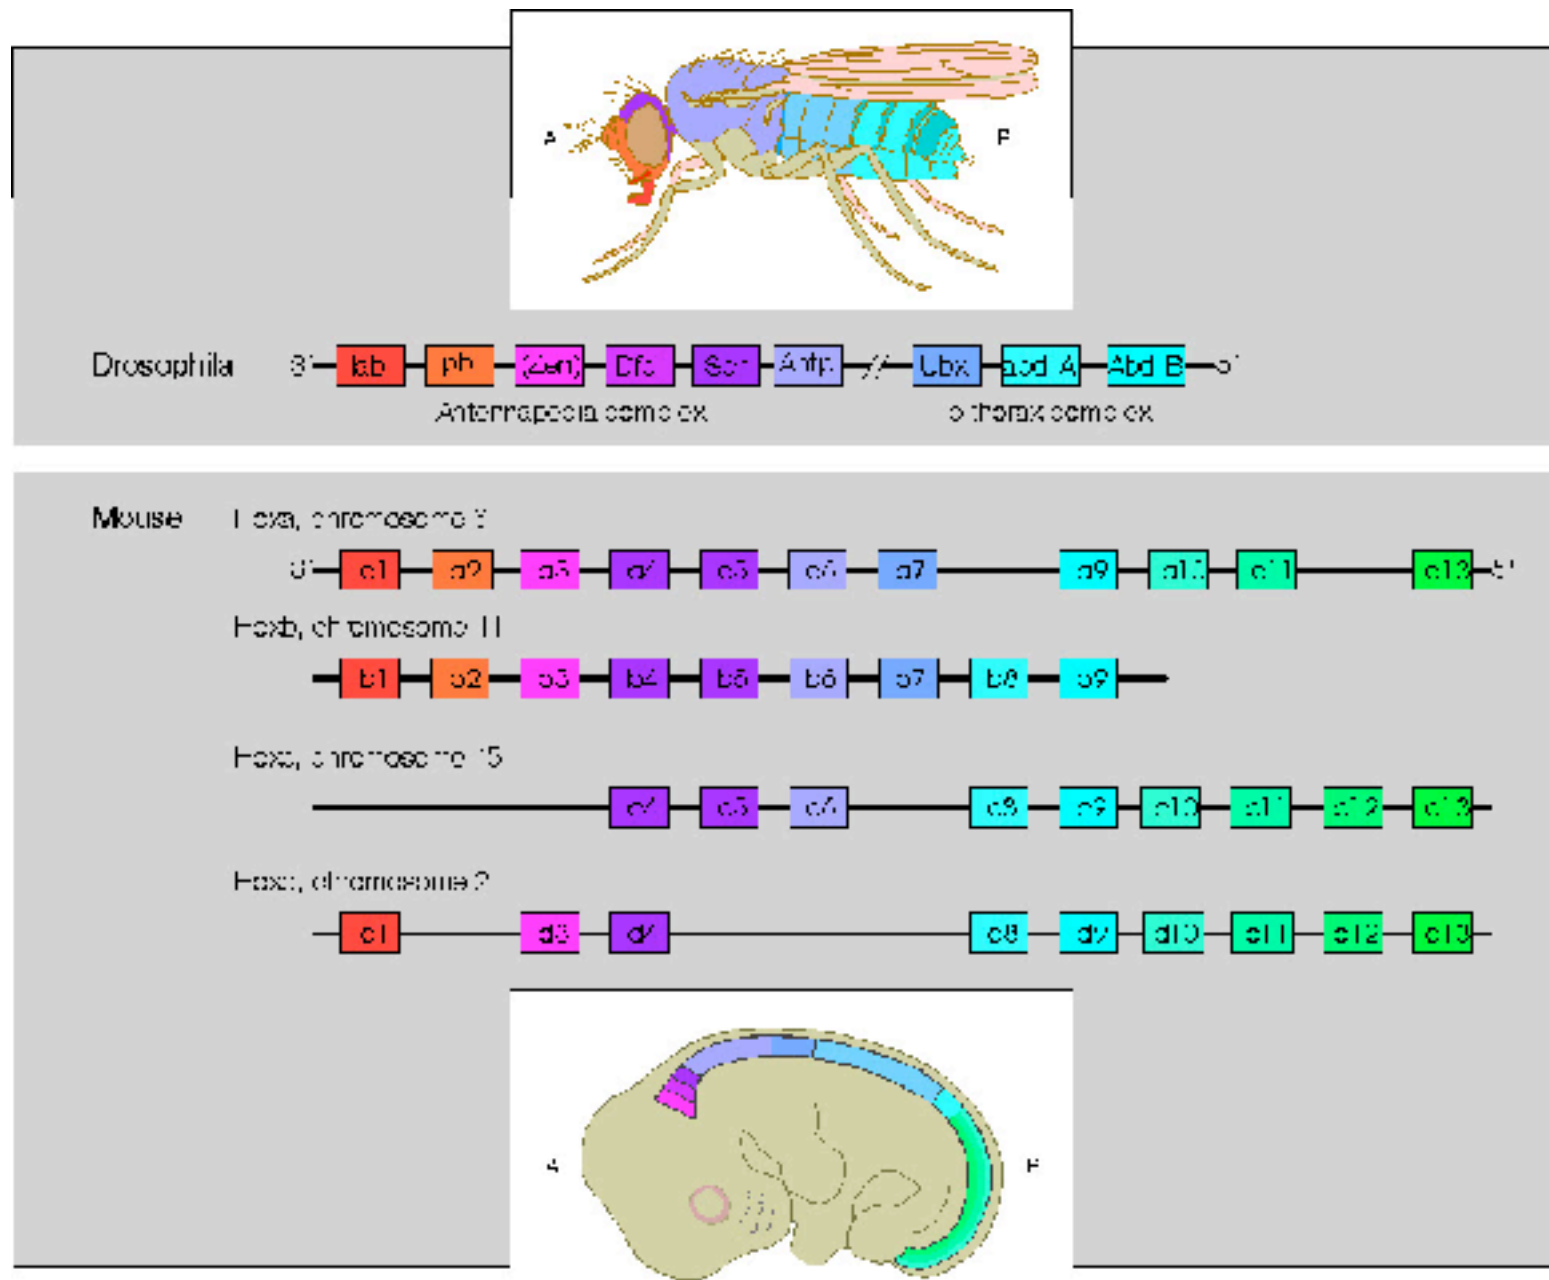 A P
Drosophila 3' lab pb (Zen) Dfd Scr Antp Ubx abd A Abd B 5'
Antennapedia complex bithorax complex
Mouse Hoxa, chromosome 6
3' a1 a2 a3 a4 a5 a6 a7 a9 a10 a11 a13 5'
Hoxb, chromosome 11
b1 b2 b3 b4 b5 b6 b7 b8 b9
Hoxc, chromosome 15
c4 c5 c6 c8 c9 c10 c11 c12 c13
Hoxd, chromosome 2
d1 d3 d4 d8 d9 d10 d11 d12 d13
A P